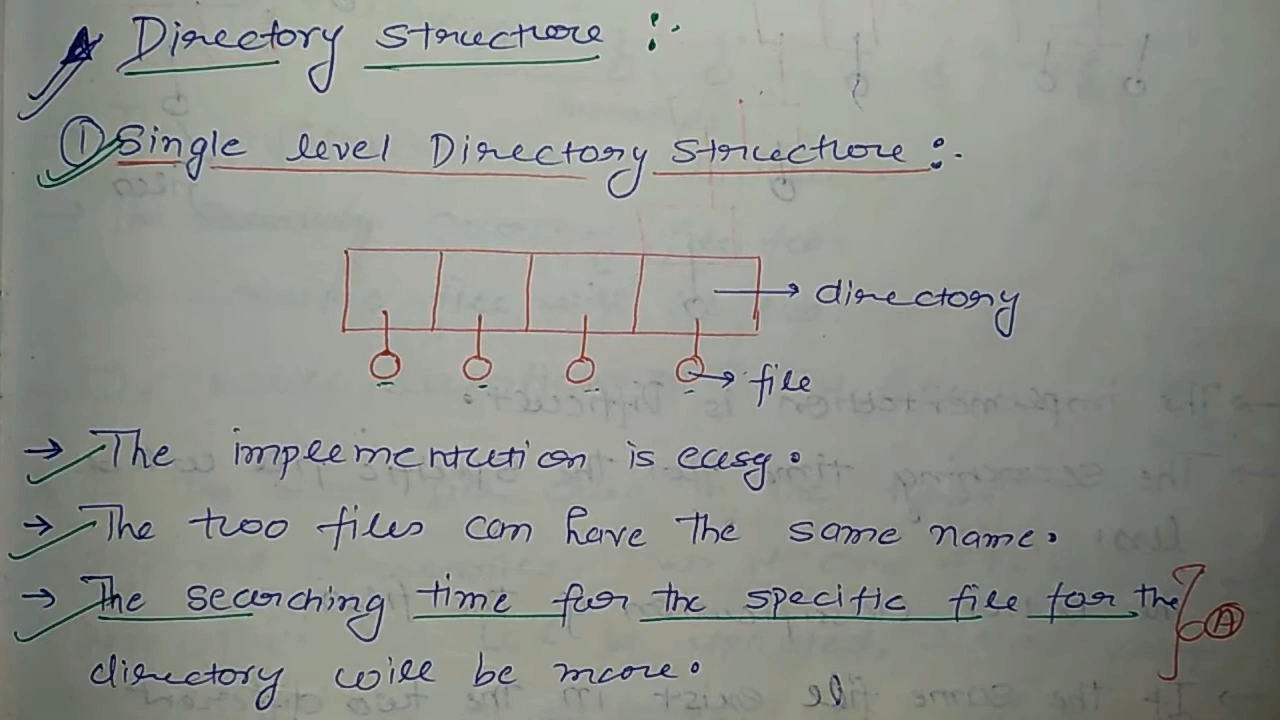 Directory structure :-
① Single level Directory structure :-
→ directory
→ file
→ The implementation is easy.
→ The two files can have the same name.
→ The searching time for the specific file for the
Ⓐ
directory will be more.